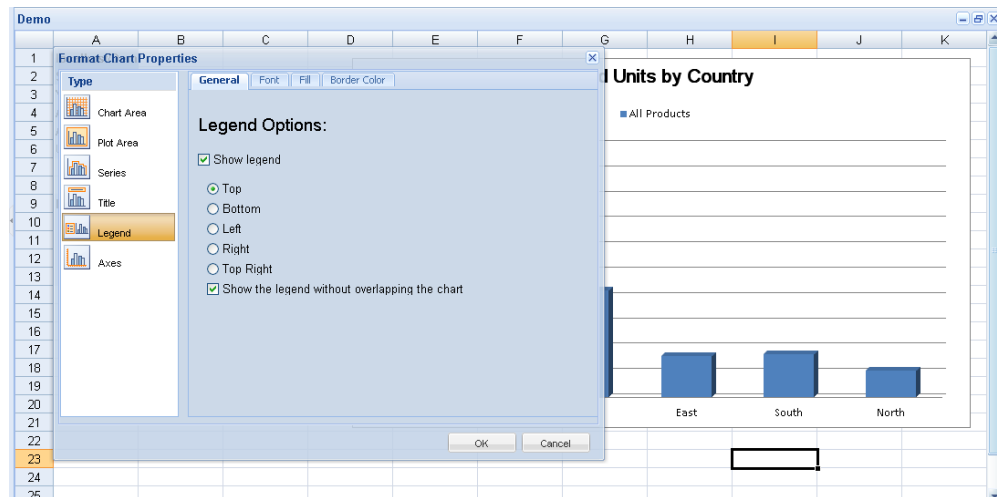 Demo
A B C D E F G H I J K
1
2
3
4
5
6
7
8
9
10
11
12
13
14
15
16
17
18
19
20
21
22
23
24
25
Format Chart Properties
Type
Chart Area
Plot Area
Series
Title
Legend
Axes
General Font Fill Border Color
Legend Options:
Show legend
Top
Bottom
Left
Right
Top Right
Show the legend without overlapping the chart
OK Cancel
Units by Country
All Products
East South North